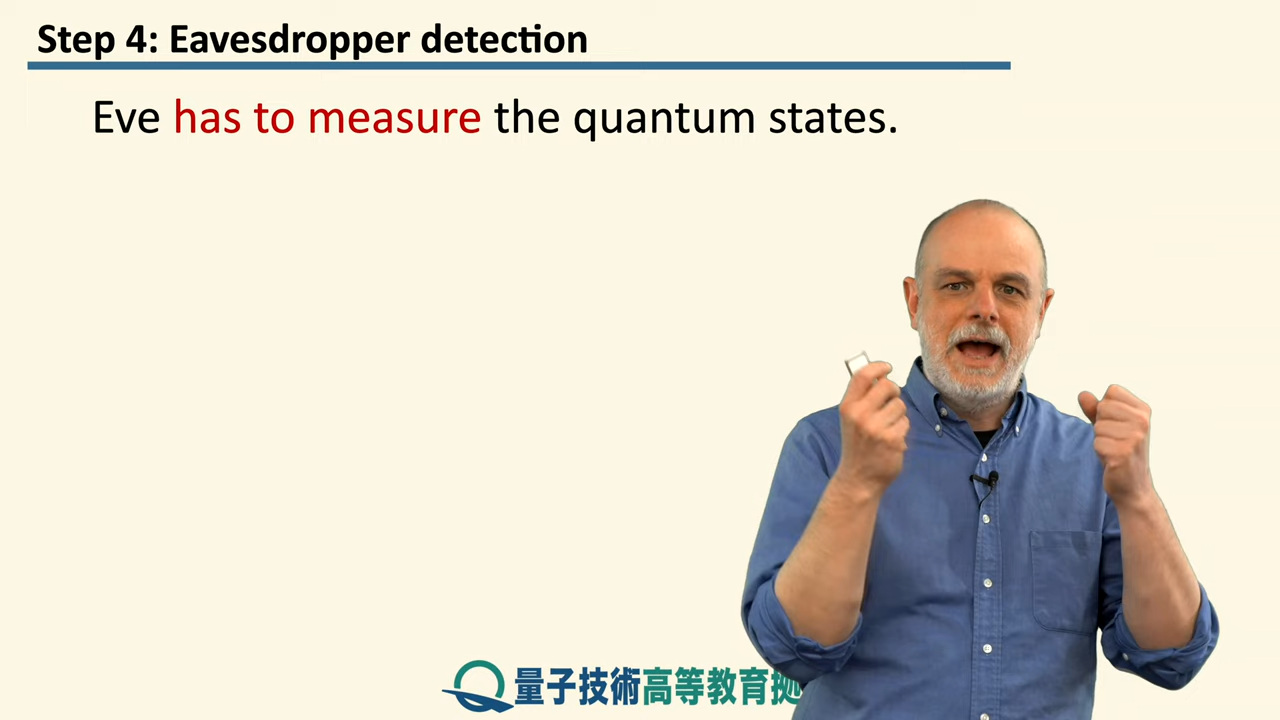 Step 4: Eavesdropper detection
Eve has to measure the quantum states.
量子技術高等教育拠